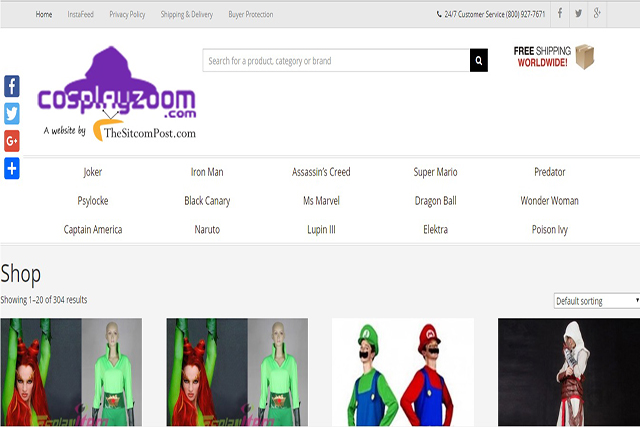 Home InstaFeed Privacy Policy Shipping & Delivery Buyer Protection 24/7 Customer Service (800) 927-7671
Search for a product, category or brand
FREE SHIPPING
WORLDWIDE!
cosplayzoom
.com
A website by TheSitcomPost.com
Joker Iron Man Assassin's Creed Super Mario Predator
Psylocke Black Canary Ms Marvel Dragon Ball Wonder Woman
Captain America Naruto Lupin III Elektra Poison Ivy
Shop
Showing 1–20 of 304 results
Default sorting